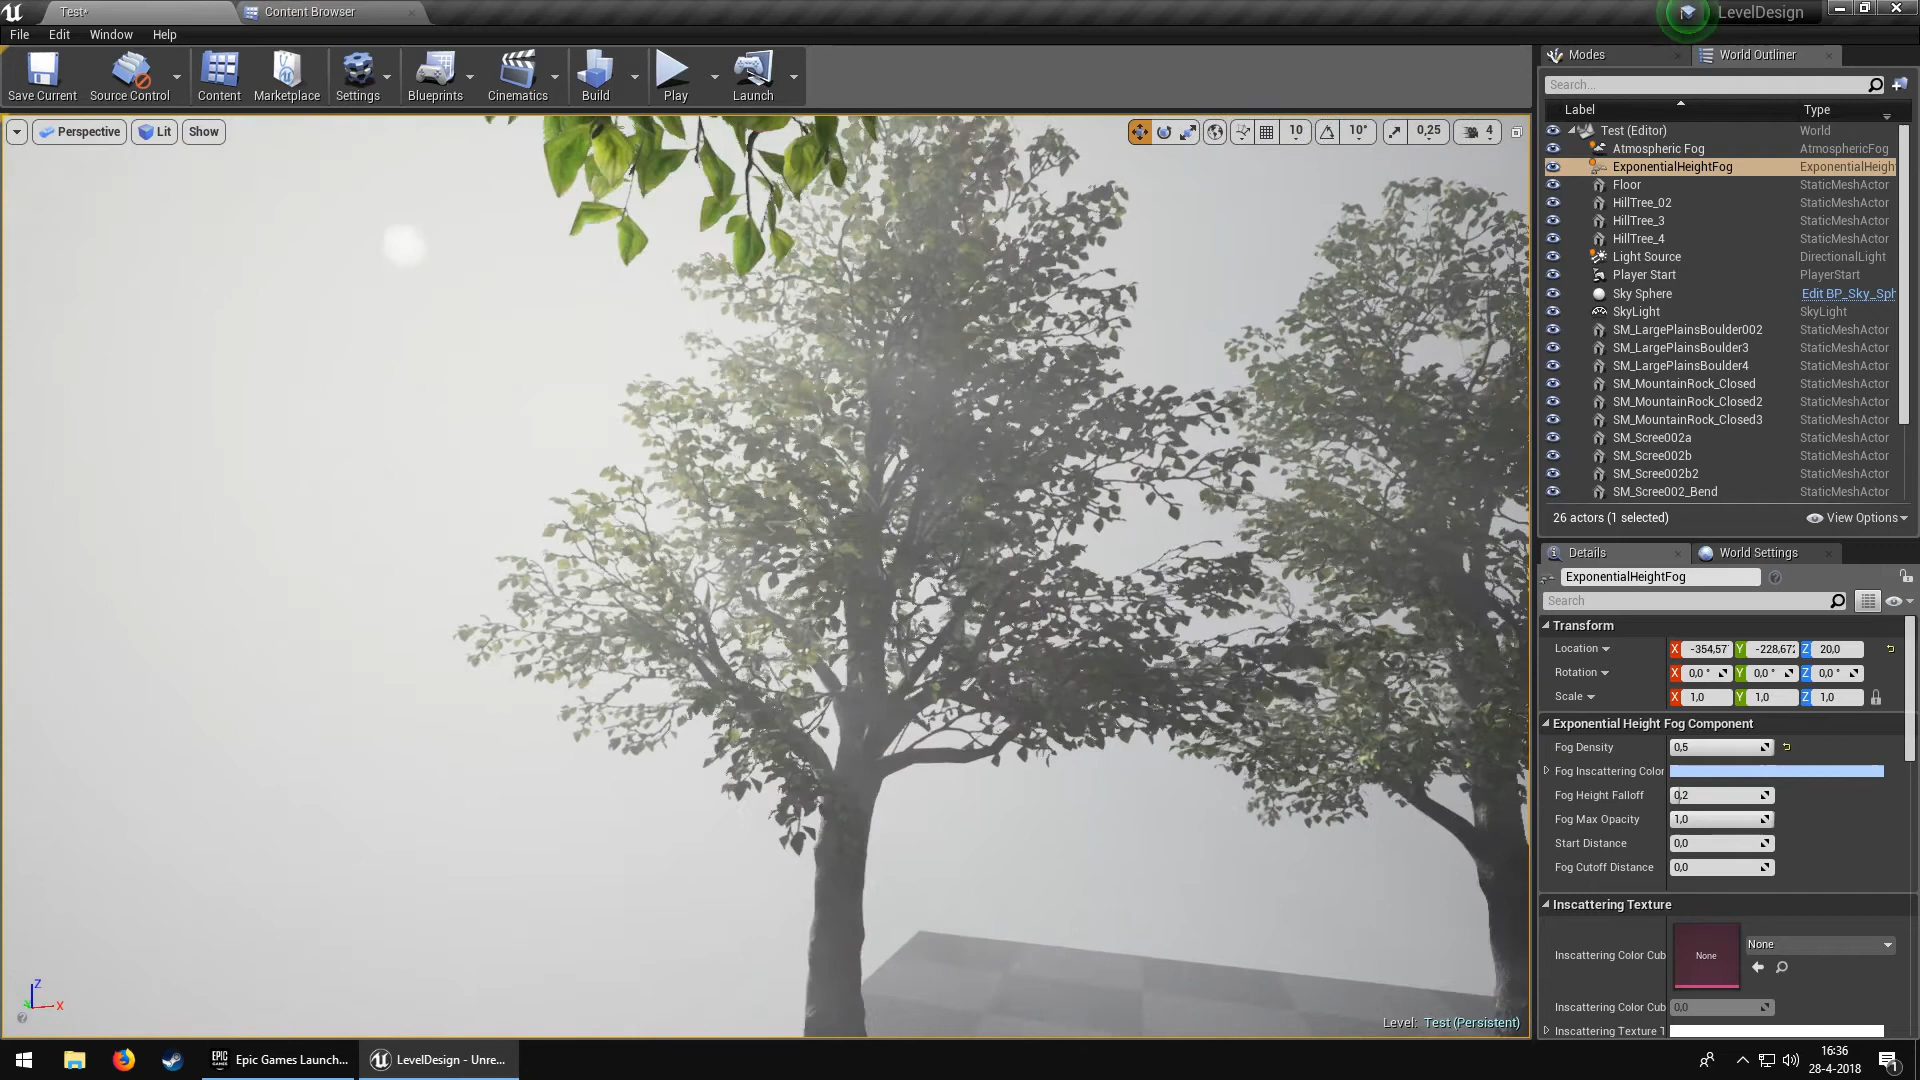 Test*
Content Browser
LevelDesign
File Edit Window Help
Save Current
Source Control
Content
Marketplace
Settings
Blueprints
Cinematics
Build
Play
Launch
Perspective
Lit
Show
10
10°
0,25
4
Modes
World Outliner
Search...
Label Type
Test (Editor) World
Atmospheric Fog AtmosphericFog
ExponentialHeightFog ExponentialHeigh
Floor StaticMeshActor
HillTree_02 StaticMeshActor
HillTree_3 StaticMeshActor
HillTree_4 StaticMeshActor
Light Source DirectionalLight
Player Start PlayerStart
Sky Sphere Edit BP_Sky_Sph
SkyLight SkyLight
SM_LargePlainsBoulder002 StaticMeshActor
SM_LargePlainsBoulder3 StaticMeshActor
SM_LargePlainsBoulder4 StaticMeshActor
SM_MountainRock_Closed StaticMeshActor
SM_MountainRock_Closed2 StaticMeshActor
SM_MountainRock_Closed3 StaticMeshActor
SM_Scree002a StaticMeshActor
SM_Scree002b StaticMeshActor
SM_Scree002b2 StaticMeshActor
SM_Scree002_Bend StaticMeshActor
26 actors (1 selected)
View Options
Details
World Settings
ExponentialHeightFog
Search
Transform
Location X -354,57 Y -228,672 Z 20,0
Rotation X 0,0 ° Y 0,0 ° Z 0,0 °
Scale X 1,0 Y 1,0 Z 1,0
Exponential Height Fog Component
Fog Density 0,5
Fog Inscattering Color
Fog Height Falloff 0,2
Fog Max Opacity 1,0
Start Distance 0,0
Fog Cutoff Distance 0,0
Inscattering Texture
Inscattering Color Cub None None
Inscattering Color Cub 0,0
Inscattering Texture T
Z
X
Level: Test (Persistent)
EPIC GAMES
Epic Games Launch...
LevelDesign - Unre...
16:36
28-4-2018
1